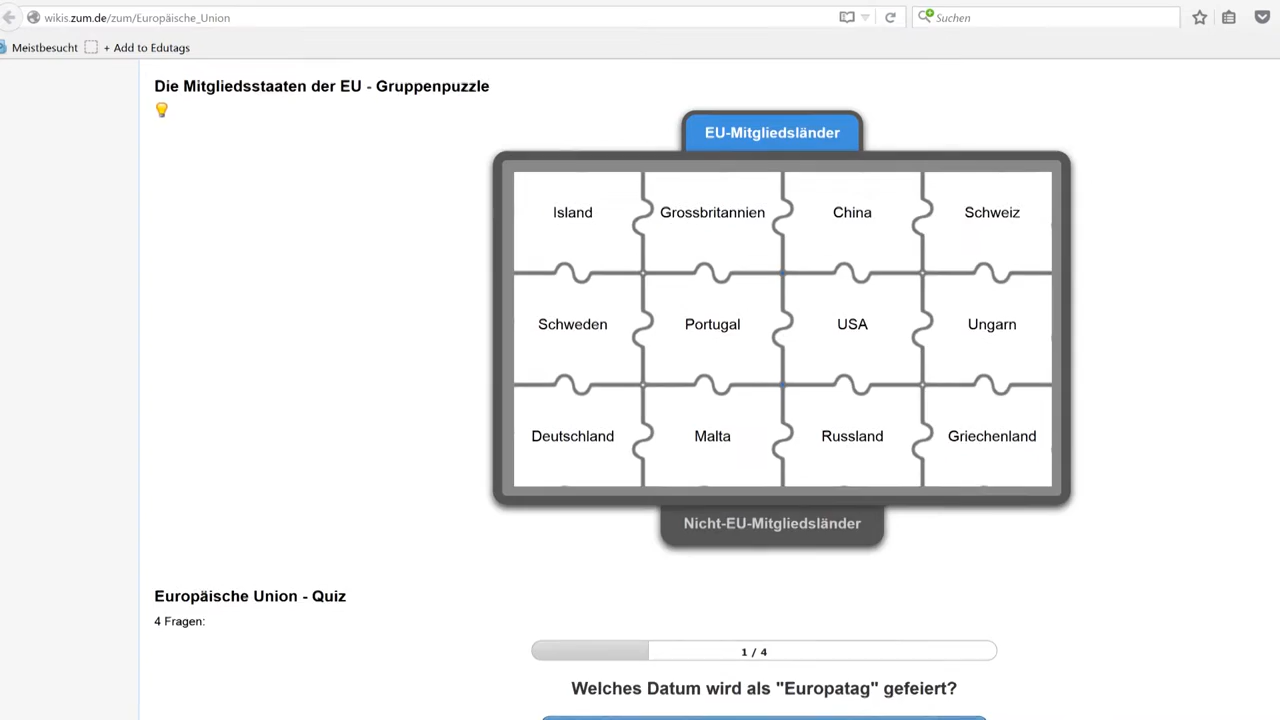 wikis.zum.de/zum/Europäische_Union
Suchen
Meistbesucht
+ Add to Edutags
Die Mitgliedsstaaten der EU - Gruppenpuzzle
EU-Mitgliedsländer
Island Grossbritannien China Schweiz
Schweden Portugal USA Ungarn
Deutschland Malta Russland Griechenland
Nicht-EU-Mitgliedsländer
Europäische Union - Quiz
4 Fragen:
1 / 4
Welches Datum wird als "Europatag" gefeiert?